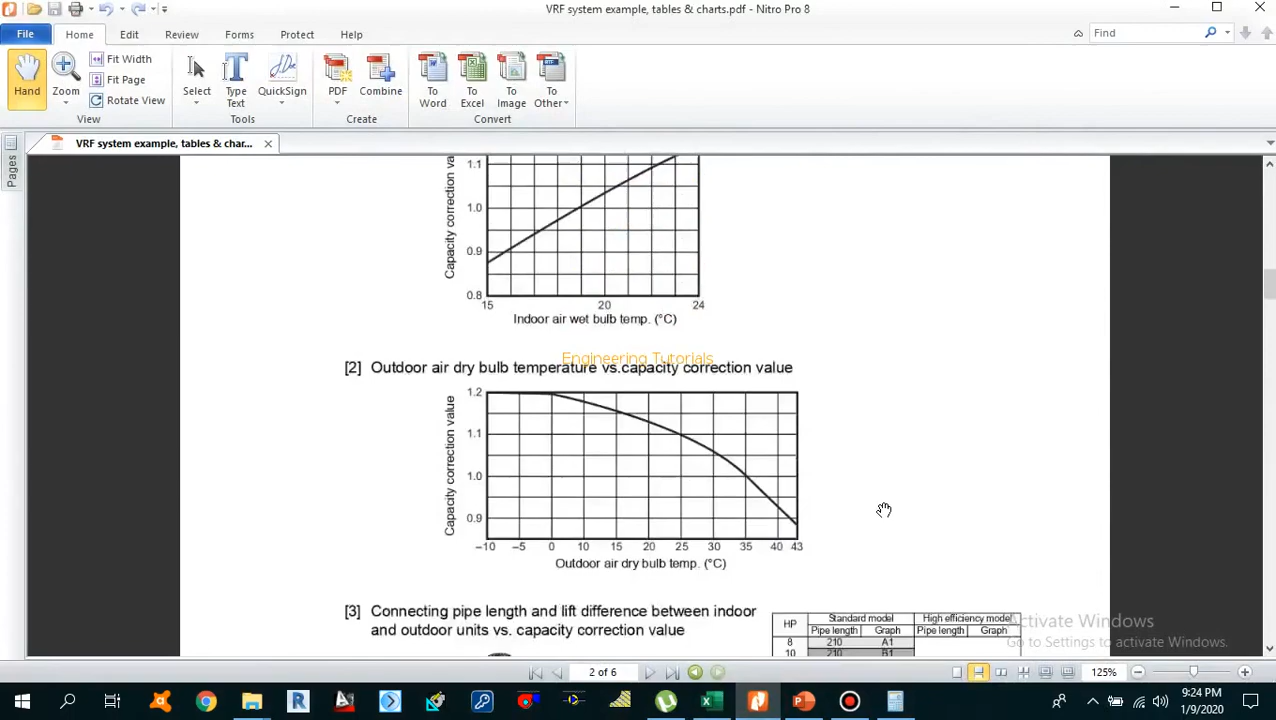 VRF system example, tables & charts.pdf - Nitro Pro 8
File Home Edit Review Forms Protect Help Find
Hand Zoom Fit Width Fit Page Rotate View
Select Type Text QuickSign
PDF Combine
To Word To Excel To Image To Other
View Tools Create Convert
VRF system example, tables & char...
Pages
Capacity correction va
1.1
1.0
0.9
0.8
15 20 24
Indoor air wet bulb temp. (°C)
Engineering Tutorials
[2] Outdoor air dry bulb temperature vs.capacity correction value
Capacity correction value
1.2
1.1
1.0
0.9
–10 –5 0 10 15 20 25 30 35 40 43
Outdoor air dry bulb temp. (°C)
[3] Connecting pipe length and lift difference between indoor
and outdoor units vs. capacity correction value
HP Standard model High efficiency model
Pipe length Graph Pipe length Graph
8 210 A1
10 210 B1
Activate Windows
Go to Settings to activate Windows.
2 of 6
125%
9:24 PM
1/9/2020